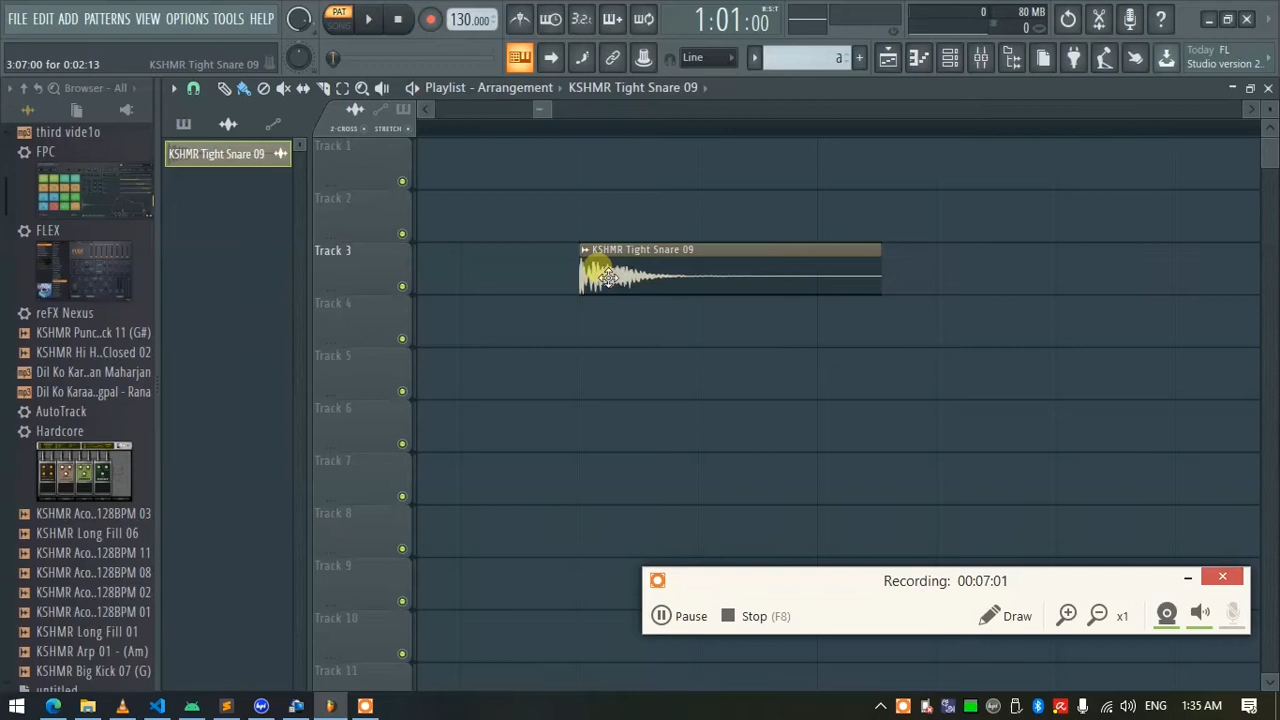 FILE EDIT ADD PATTERNS VIEW OPTIONS TOOLS HELP
PAT
SONG
130.000
3:2:
1:01:00
B:S:T
0
80 MB
0
3:07:00 for 0:02:13
KSHMR Tight Snare 09
Line
a
Today FL
Studio version 2..
Browser - All
Playlist - Arrangement › KSHMR Tight Snare 09 ›
Z-CROSS
STRETCH
third vide1o
FPC
FLEX
reFX Nexus
KSHMR Punc..ck 11 (G#)
KSHMR Hi H..Closed 02
Dil Ko Kar..an Maharjan
Dil Ko Karaa..gpal - Rana
AutoTrack
Hardcore
KSHMR Aco..128BPM 03
KSHMR Long Fill 06
KSHMR Aco..128BPM 11
KSHMR Aco..128BPM 08
KSHMR Aco..128BPM 02
KSHMR Aco..128BPM 01
KSHMR Long Fill 01
KSHMR Arp 01 - (Am)
KSHMR Big Kick 07 (G)
untitled
KSHMR Tight Snare 09
Track 1
Track 2
Track 3
Track 4
Track 5
Track 6
Track 7
Track 8
Track 9
Track 10
Track 11
KSHMR Tight Snare 09
Recording: 00:07:01
Pause
Stop (F8)
Draw
x1
ENG
1:35 AM